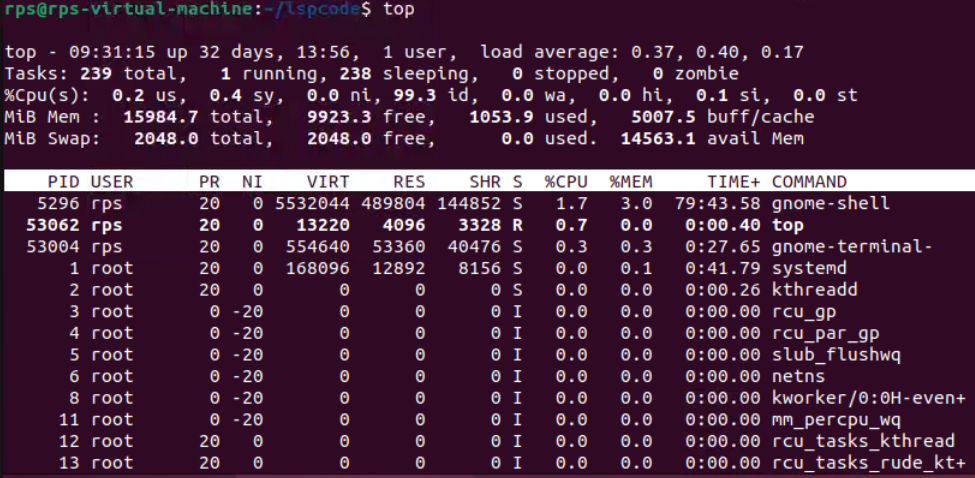 rps@rps-virtual-machine:~/lspcode$ top
top - 09:31:15 up 32 days, 13:56,  1 user,  load average: 0.37, 0.40, 0.17
Tasks: 239 total,   1 running, 238 sleeping,   0 stopped,   0 zombie
%Cpu(s):  0.2 us,  0.4 sy,  0.0 ni, 99.3 id,  0.0 wa,  0.0 hi,  0.1 si,  0.0 st
MiB Mem :  15984.7 total,   9923.3 free,   1053.9 used,   5007.5 buff/cache
MiB Swap:   2048.0 total,   2048.0 free,      0.0 used.  14563.1 avail Mem
    PID USER      PR  NI    VIRT    RES    SHR S  %CPU  %MEM     TIME+ COMMAND
   5296 rps       20   0 5532044 489804 144852 S   1.7   3.0  79:43.58 gnome-shell
  53062 rps       20   0   13220   4096   3328 R   0.7   0.0   0:00.40 top
  53004 rps       20   0  554640  53360  40476 S   0.3   0.3   0:27.65 gnome-terminal-
      1 root      20   0  168096  12892   8156 S   0.0   0.1   0:41.79 systemd
      2 root      20   0       0      0      0 S   0.0   0.0   0:00.26 kthreadd
      3 root       0 -20       0      0      0 I   0.0   0.0   0:00.00 rcu_gp
      4 root       0 -20       0      0      0 I   0.0   0.0   0:00.00 rcu_par_gp
      5 root       0 -20       0      0      0 I   0.0   0.0   0:00.00 slub_flushwq
      6 root       0 -20       0      0      0 I   0.0   0.0   0:00.00 netns
      8 root       0 -20       0      0      0 I   0.0   0.0   0:00.00 kworker/0:0H-even+
     11 root       0 -20       0      0      0 I   0.0   0.0   0:00.00 mm_percpu_wq
     12 root      20   0       0      0      0 I   0.0   0.0   0:00.00 rcu_tasks_kthread
     13 root      20   0       0      0      0 I   0.0   0.0   0:00.00 rcu_tasks_rude_kt+